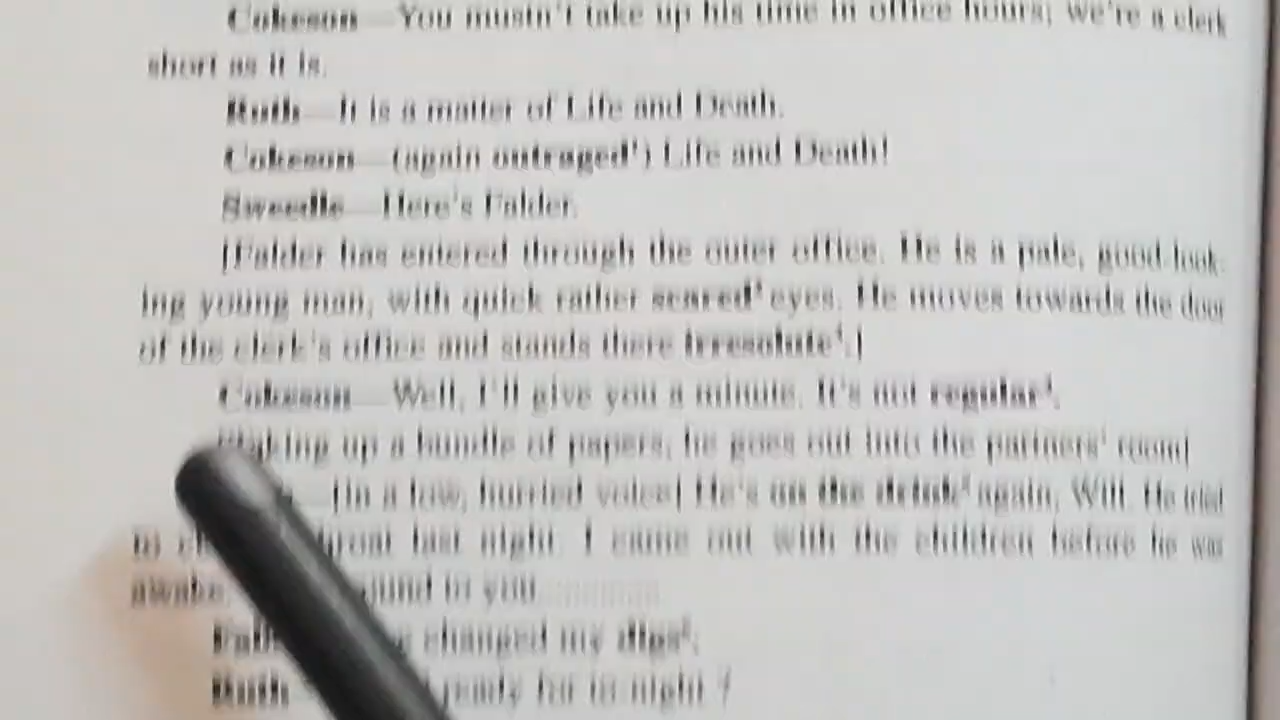 Cokeson—You mustn't take up his time in office hours; we're a clerk
short as it is.
Ruth—It is a matter of Life and Death.
Cokeson—(again outraged) Life and Death!
Sweedle—Here's Falder.
[Falder has entered through the outer office. He is a pale, good look-
ing young man, with quick rather scared eyes. He moves towards the door
of the clerk's office and stands there irresolute.]
Cokeson—Well, I'll give you a minute. It's not regular.
up a bundle of papers, he goes out into the partners' room]
[In a low, hurried voice] He's on the drink again, Will. He tried
to last night. I came out with the children before he was
awake. to you
changed my digs.
Ruth ready for to-night ?